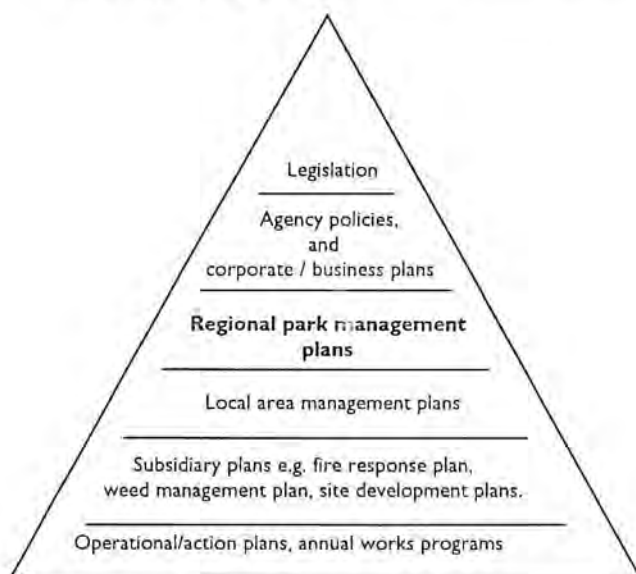 Legislation
Agency policies,
and
corporate / business plans
Regional park management
plans
Local area management plans
Subsidiary plans e.g. fire response plan,
weed management plan, site development plans.
Operational/action plans, annual works programs